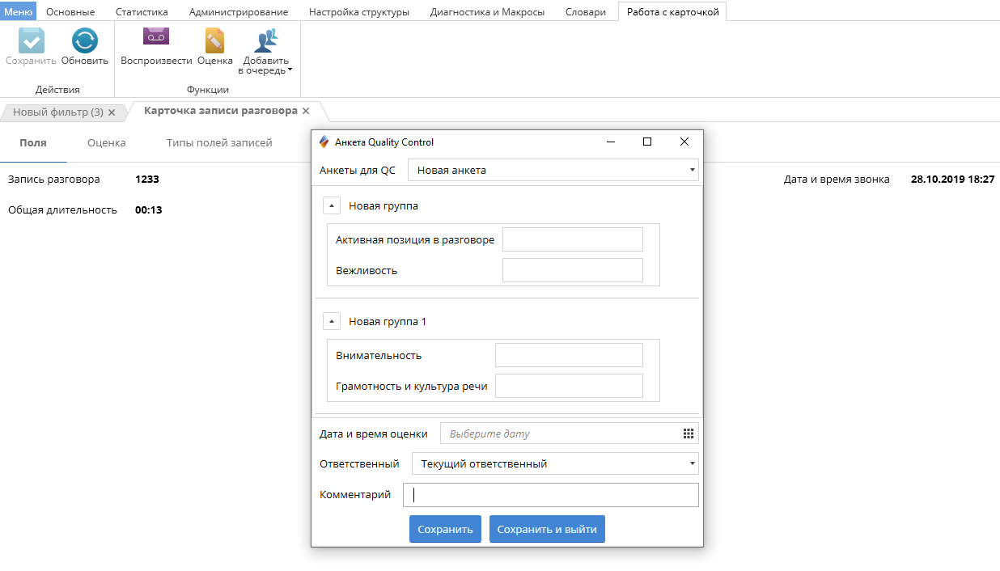 Меню Основные Статистика Администрирование Настройка структуры Диагностика и Макросы Словари Работа с карточкой
Сохранить Обновить Воспроизвести Оценка Добавить в очередь
Действия Функции
Новый фильтр (3) Карточка записи разговора
Поля Оценка Типы полей записей
Запись разговора 1233 Дата и время звонка 28.10.2019 18:27
Общая длительность 00:13
Анкета Quality Control
Анкеты для QC Новая анкета
Новая группа
Активная позиция в разговоре
Вежливость
Новая группа 1
Внимательность
Грамотность и культура речи
Дата и время оценки Выберите дату
Ответственный Текущий ответственный
Комментарий
Сохранить Сохранить и выйти